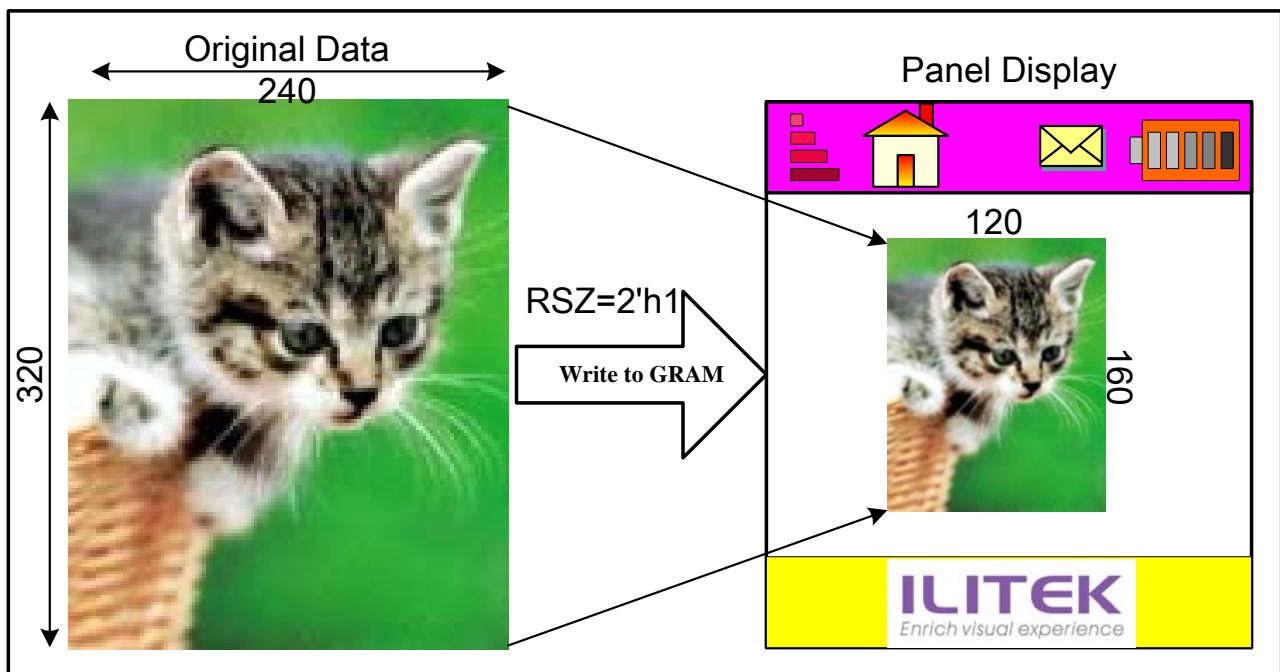 Original Data
240
320
RSZ=2'h1
Write to GRAM
Panel Display
120
160
ILITEK
Enrich visual experience